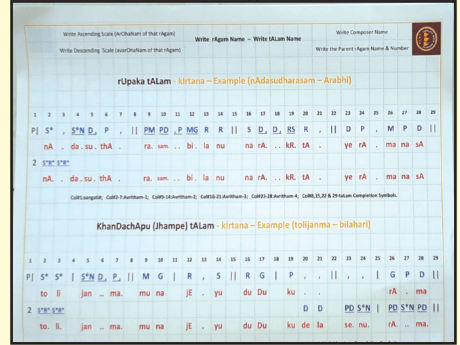 Write Ascending Scale (ArOhaNam of that rAgam)
Write rAgam Name – Write tALam Name
Write Composer Name
Write Descending Scale (avarOhaNam of that rAgam)
Write the Parent rAgam Name & Number
rUpaka tALam - kIrtana – Example (nAdasudharasam – Arabhi)
1 2 3 4 5 6 7 8 9 10 11 12 13 14 15 16 17 18 19 20 21 22 23 24 25 26 27 28 29
P| S* , S*N D, P , || PM PD ,P MG R R || S D, D, RS R , || D P , M P D ||
nA . da . su . thA . ra. sam. . . bi . la nu na rA. . . kR. tA . ye rA . ma na sA
2 S*R* S*R*
nA. . da . su . thA . ra. sam. . . bi . la nu na rA. . . kR. tA . ye rA . ma na sA
KhanDachApu (Jhampe) tALam - kirtana – Example (tolijanma – bilahari)
1 2 3 4 5 6 7 8 9 10 11 12 13 14 15 16 17 18 19 20 21 22 23 24 25 26 27 28 29
P| S* S* | S*N D, P, || M G | R , S || R G | P , , || , , | G P D ||
to li jan .. ma. mu na jE . yu du Du ku . . rA . ma
2 S*R* S*R* D D PD S*N | PD S*N PD ||
to. li. jan .. ma. mu na jE . yu du Du ku de la se. nu. rA. .. ma.